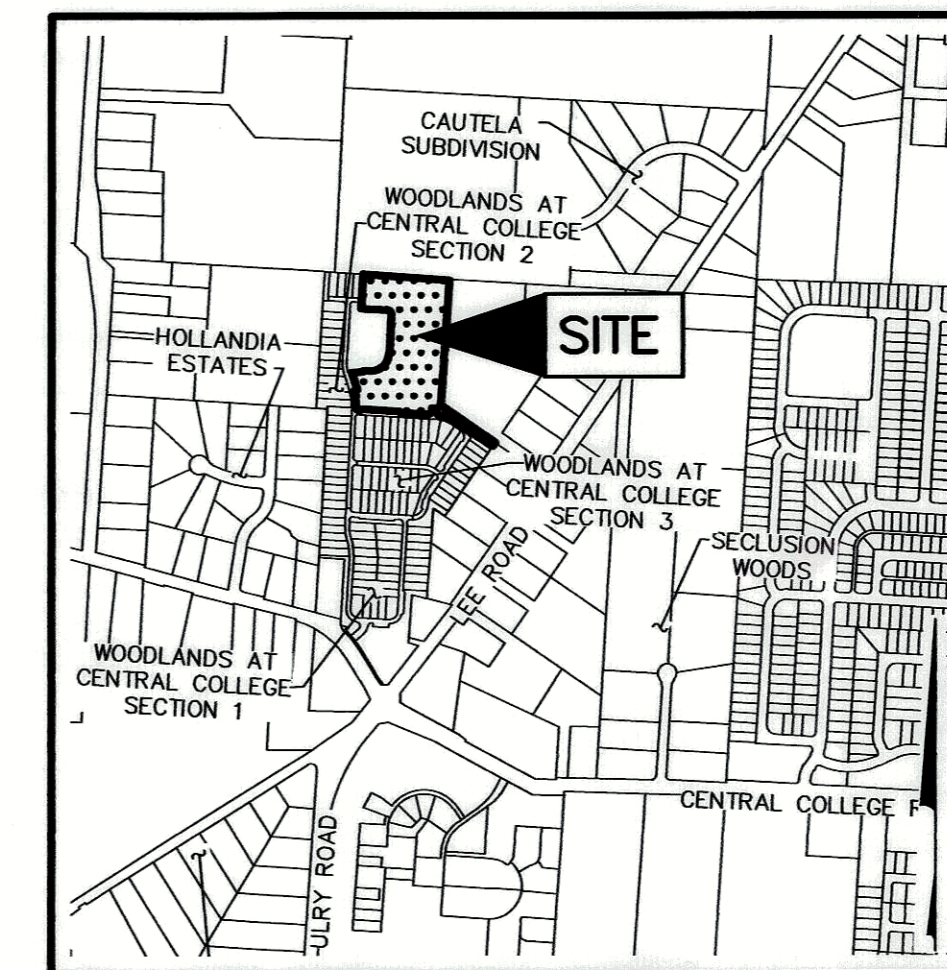 CAUTELA
SUBDIVISION
WOODLANDS AT
CENTRAL COLLEGE
SECTION 2
HOLLANDIA
ESTATES
SITE
WOODLANDS AT
CENTRAL COLLEGE
SECTION 3
LEE ROAD
SECLUSION
WOODS
WOODLANDS AT
CENTRAL COLLEGE
SECTION 1
CENTRAL COLLEGE
ULRY ROAD